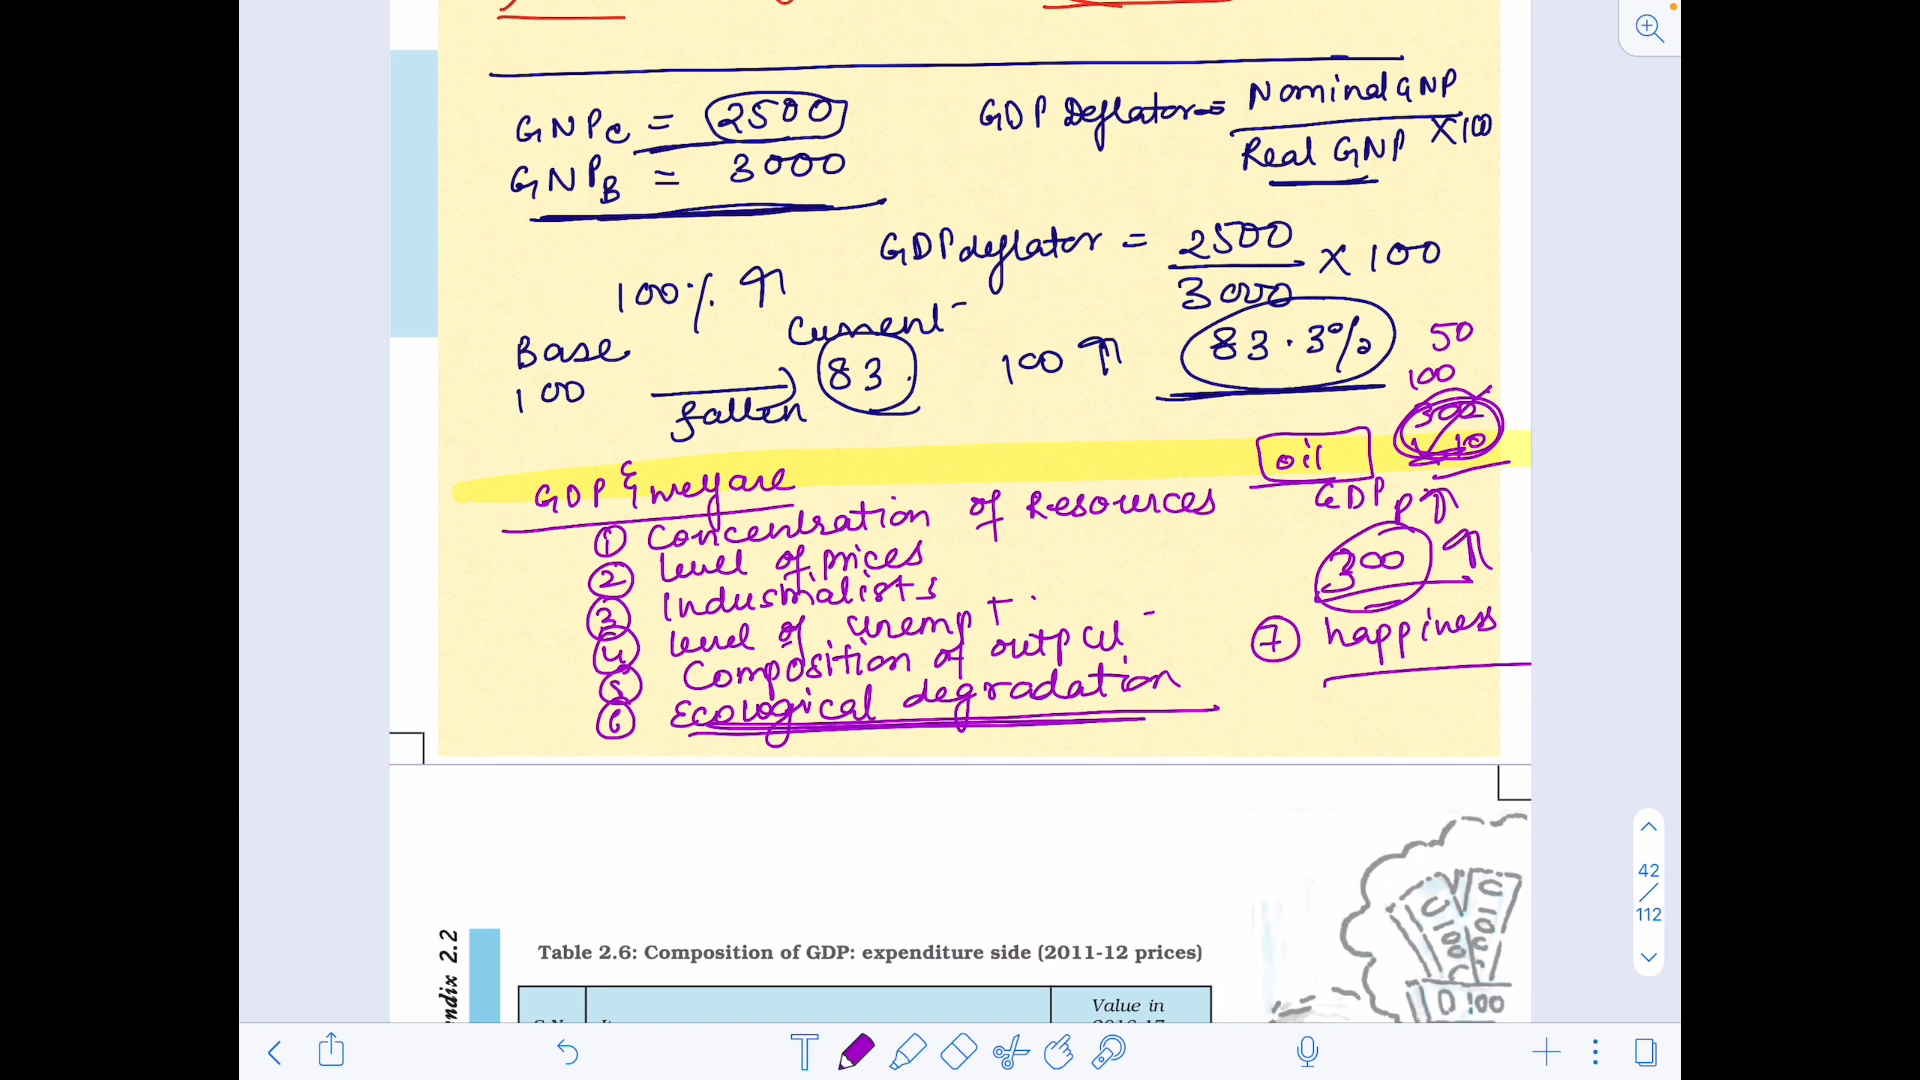 GNPC = 2500
GNPB = 3000
GDP Deflator = Nominal GNP
Real GNP X100
GDP deflator = 2500
3000 X 100
83.3%
100% ↑
Base
100
fallen
Current
83
100 ↑
50
100
300
10
oil
GDP ↑
300 ↑
GDP & welfare
① Concentration of Resources
② level of prices
③ Industrialists
④ level of unempt.
⑤ Composition of output
⑥ Ecological degradation
⑦ happiness
42
112
ndix 2.2
Table 2.6: Composition of GDP: expenditure side (2011-12 prices)
Value in